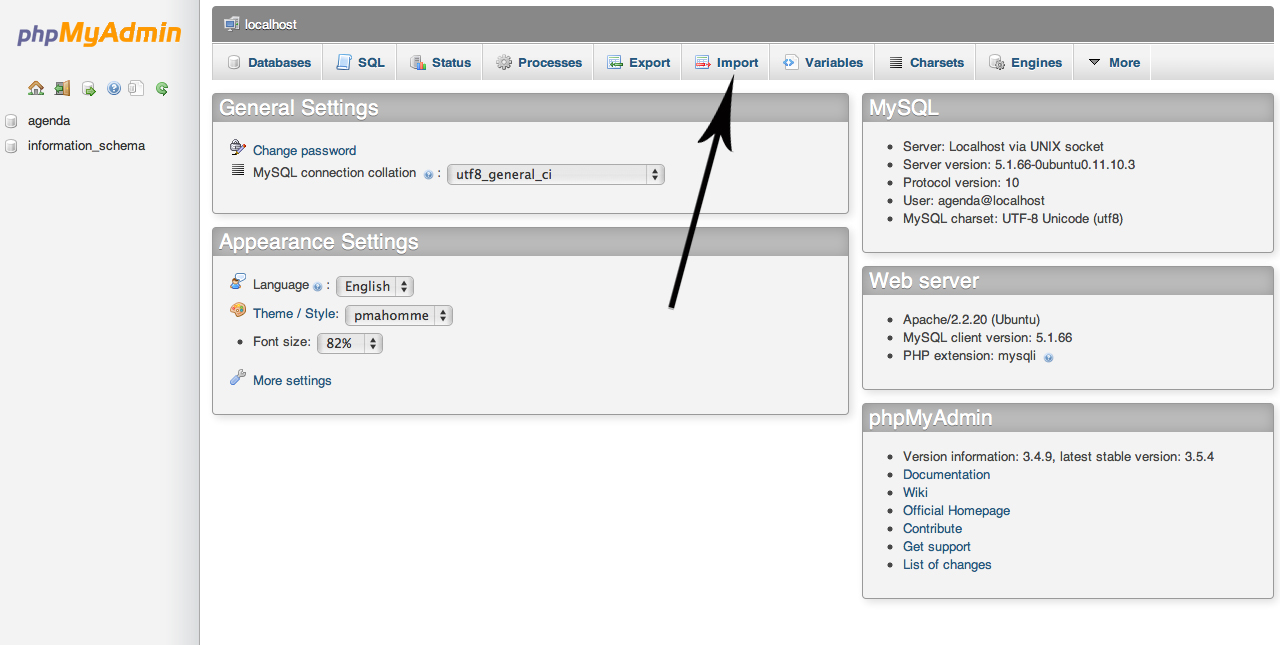 phpMyAdmin
agenda
information_schema
localhost
Databases SQL Status Processes Export Import Variables Charsets Engines More
General Settings
Change password
MySQL connection collation : utf8_general_ci
Appearance Settings
Language : English
Theme / Style: pmahomme
Font size: 82%
More settings
MySQL
Server: Localhost via UNIX socket
Server version: 5.1.66-0ubuntu0.11.10.3
Protocol version: 10
User: agenda@localhost
MySQL charset: UTF-8 Unicode (utf8)
Web server
Apache/2.2.20 (Ubuntu)
MySQL client version: 5.1.66
PHP extension: mysqli
phpMyAdmin
Version information: 3.4.9, latest stable version: 3.5.4
Documentation
Wiki
Official Homepage
Contribute
Get support
List of changes